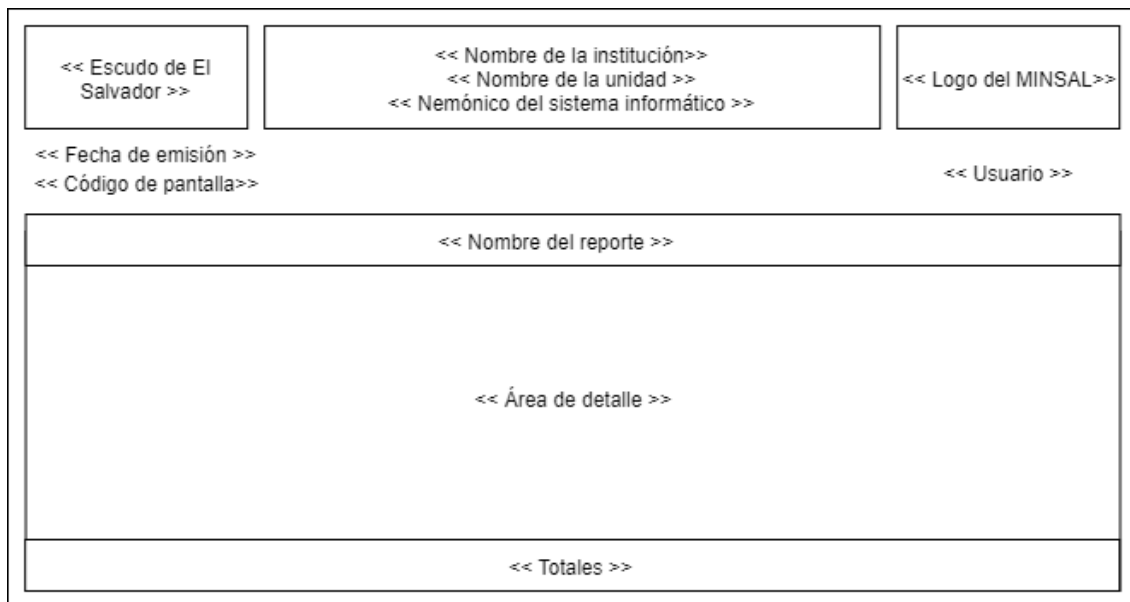 << Escudo de El
Salvador >>
<< Nombre de la institución>>
<< Nombre de la unidad >>
<< Nemónico del sistema informático >>
<< Logo del MINSAL>>
<< Fecha de emisión >>
<< Código de pantalla>>
<< Usuario >>
<< Nombre del reporte >>
<< Área de detalle >>
<< Totales >>